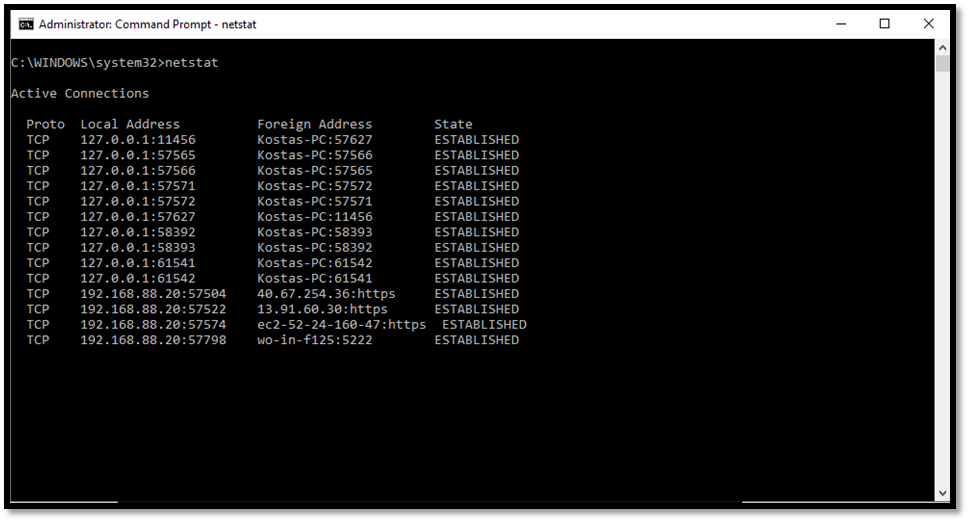 Administrator: Command Prompt - netstat
C:\WINDOWS\system32>netstat
Active Connections
Proto  Local Address          Foreign Address        State
TCP    127.0.0.1:11456        Kostas-PC:57627        ESTABLISHED
TCP    127.0.0.1:57565        Kostas-PC:57566        ESTABLISHED
TCP    127.0.0.1:57566        Kostas-PC:57565        ESTABLISHED
TCP    127.0.0.1:57571        Kostas-PC:57572        ESTABLISHED
TCP    127.0.0.1:57572        Kostas-PC:57571        ESTABLISHED
TCP    127.0.0.1:57627        Kostas-PC:11456        ESTABLISHED
TCP    127.0.0.1:58392        Kostas-PC:58393        ESTABLISHED
TCP    127.0.0.1:58393        Kostas-PC:58392        ESTABLISHED
TCP    127.0.0.1:61541        Kostas-PC:61542        ESTABLISHED
TCP    127.0.0.1:61542        Kostas-PC:61541        ESTABLISHED
TCP    192.168.88.20:57504    40.67.254.36:https     ESTABLISHED
TCP    192.168.88.20:57522    13.91.60.30:https      ESTABLISHED
TCP    192.168.88.20:57574    ec2-52-24-160-47:https  ESTABLISHED
TCP    192.168.88.20:57798    wo-in-f125:5222        ESTABLISHED